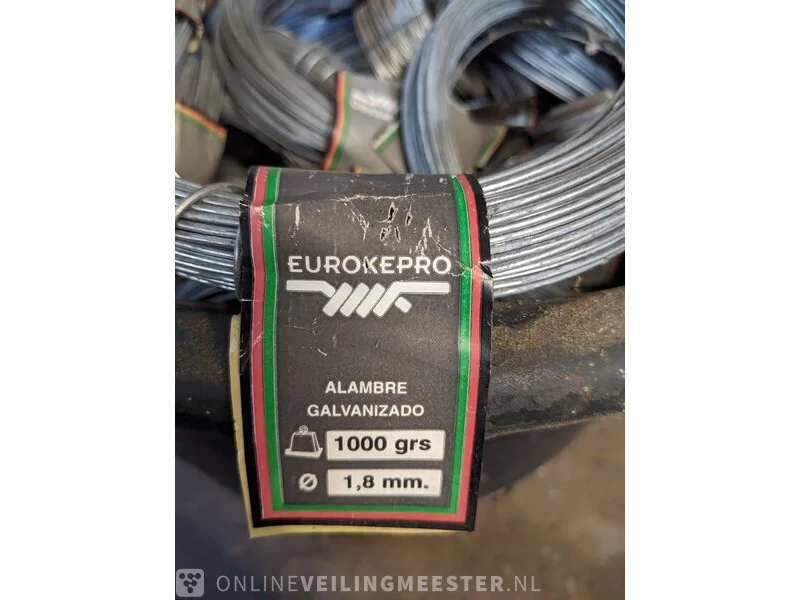 EUROKEPRO
ALAMBRE
GALVANIZADO
1000 grs
Ø 1,8 mm.
ONLINEVEILINGMEESTER.NL